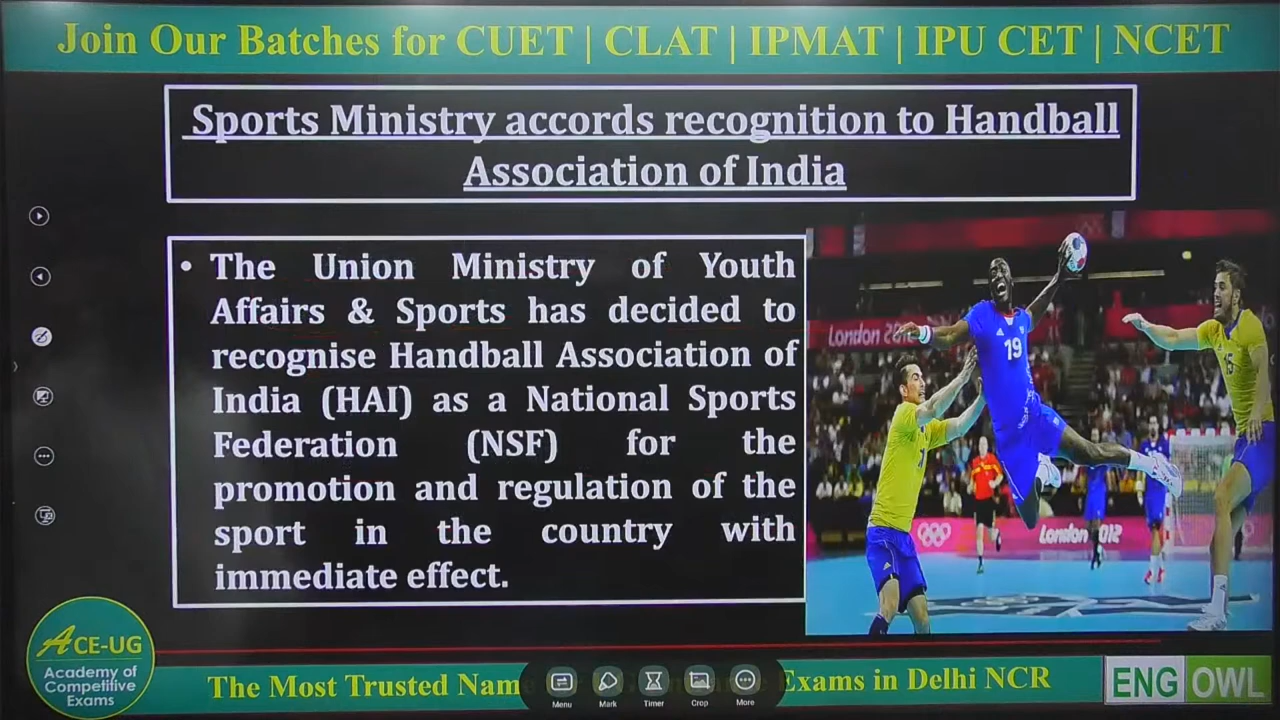 Join Our Batches for CUET | CLAT | IPMAT | IPU CET | NCET
Sports Ministry accords recognition to Handball
Association of India
• The Union Ministry of Youth
Affairs & Sports has decided to
recognise Handball Association of
India (HAI) as a National Sports
Federation (NSF) for the
promotion and regulation of the
sport in the country with
immediate effect.
London 2012
19
15
London 2012
ACE-UG
Academy of
Competitive
Exams
The Most Trusted Nam
Exams in Delhi NCR
Menu
Mark
Timer
Crop
More
ENG OWL